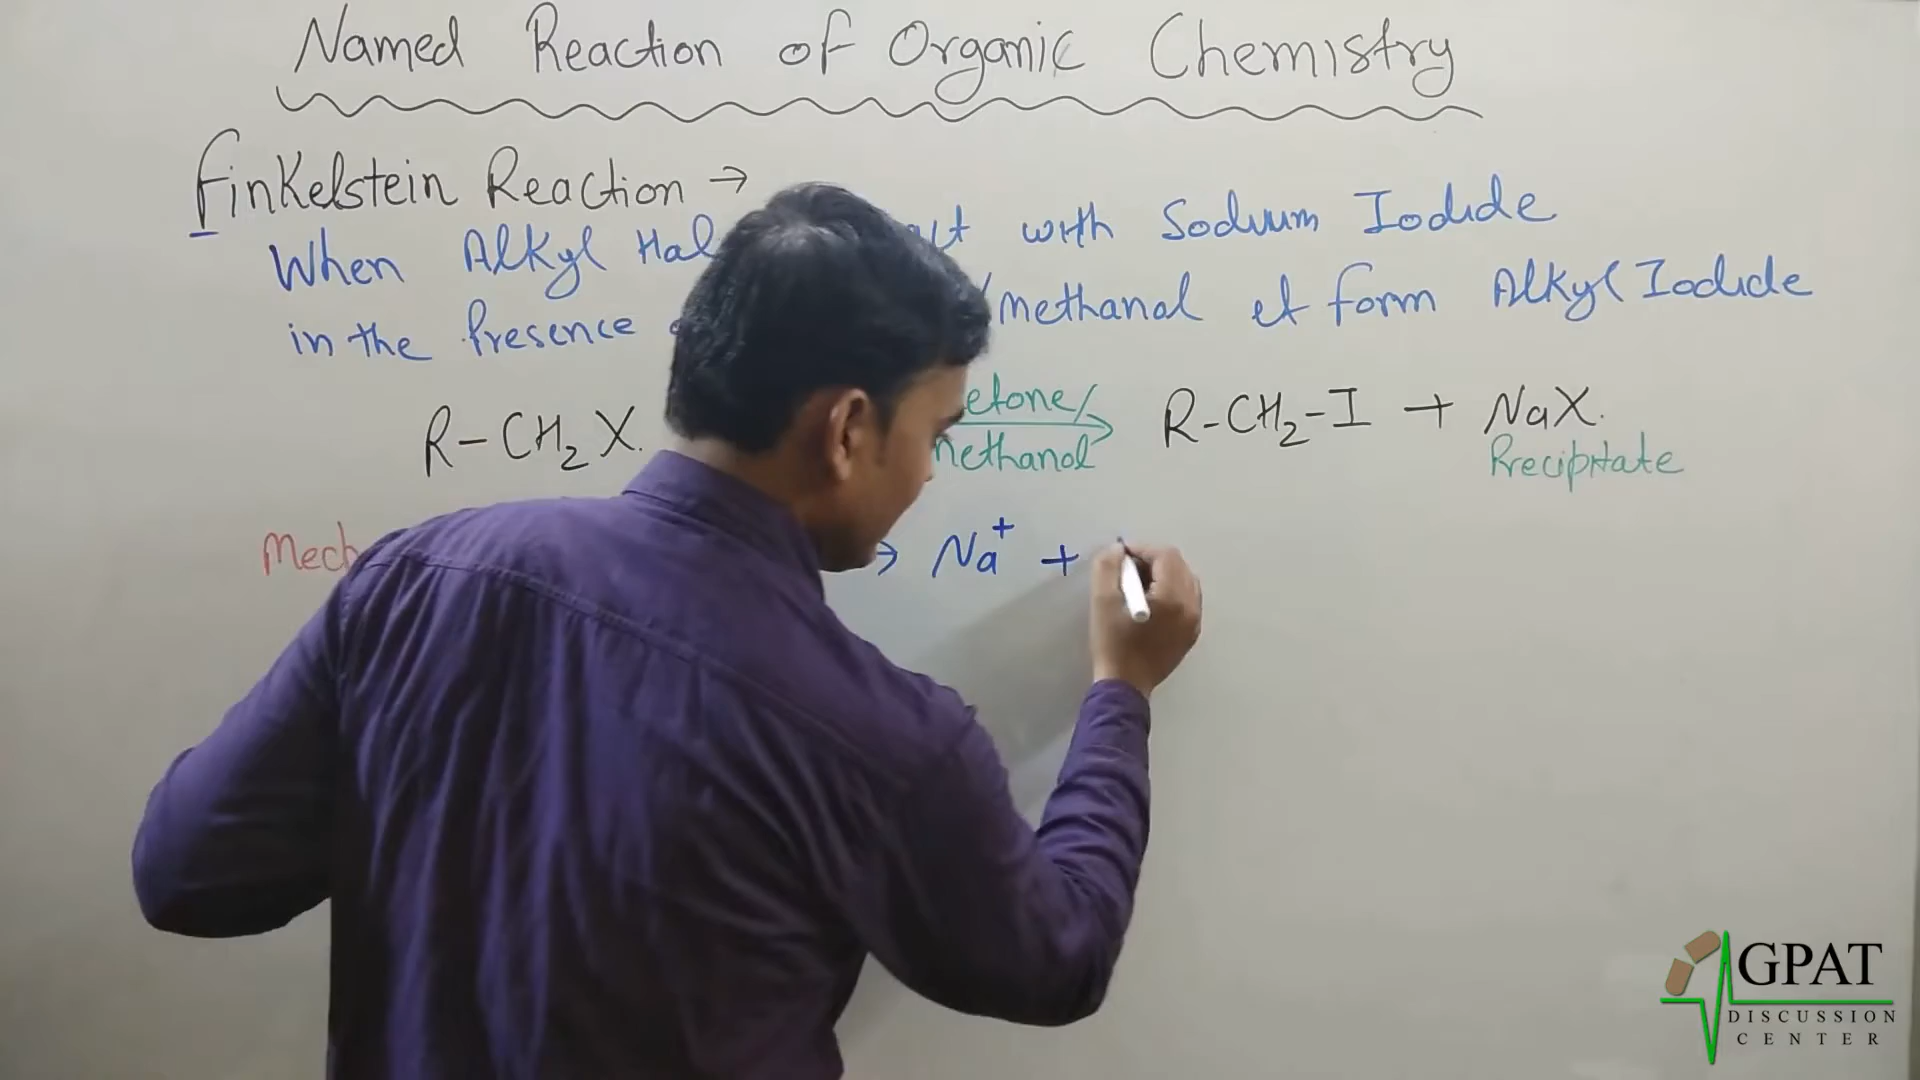 Named Reaction of Organic Chemistry
Finkelstein Reaction →
When Alkyl Hal with Sodium Iodide
in the Presence /methanol et form Alkyl Iodide
R-CH₂X. etone/ methanol → R-CH₂-I + NaX.
Precipitate
Mech → Na⁺ +
GPAT
DISCUSSION
CENTER